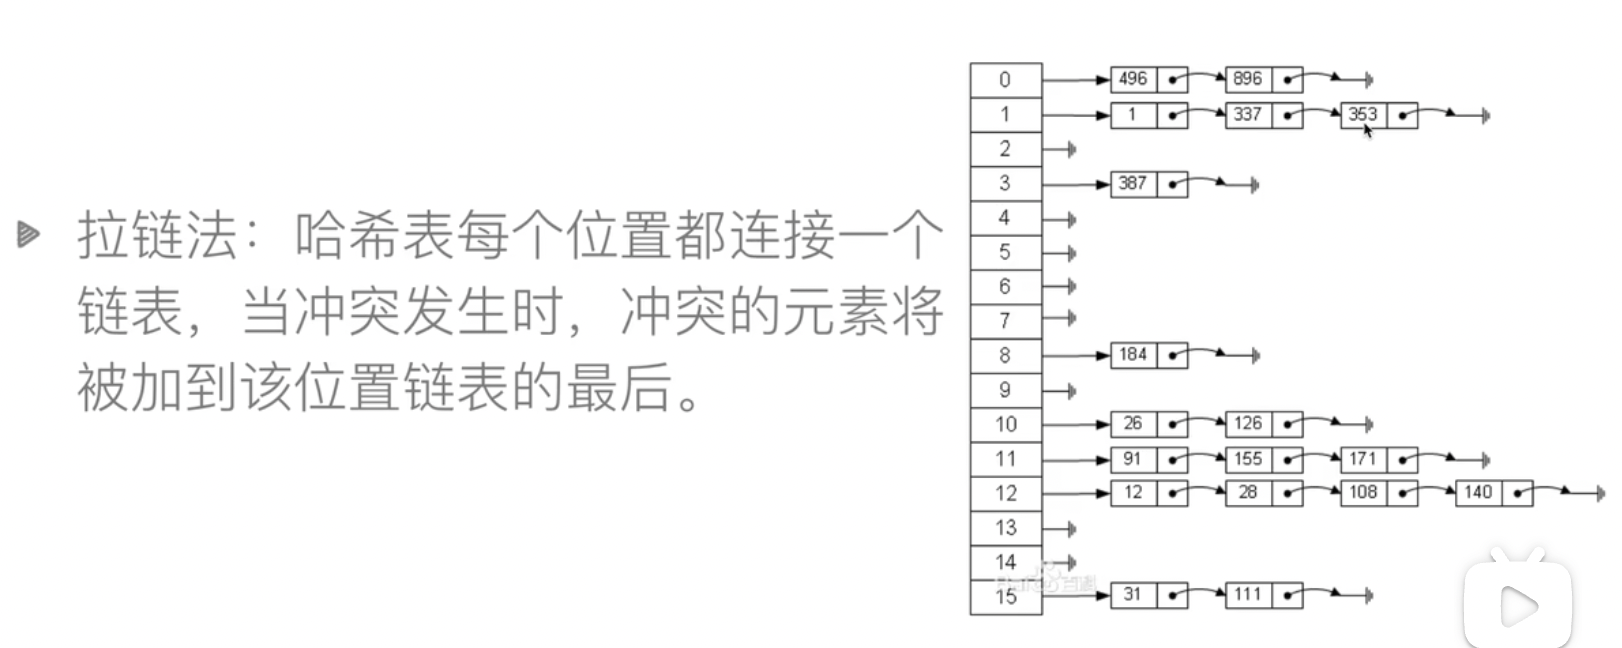 拉链法：哈希表每个位置都连接一个
链表，当冲突发生时，冲突的元素将
被加到该位置链表的最后。
0 496 896
1 1 337 353
2
3 387
4
5
6
7
8 184
9
10 26 126
11 91 155 171
12 12 28 108 140
13
14
Bai 百科
15 31 111